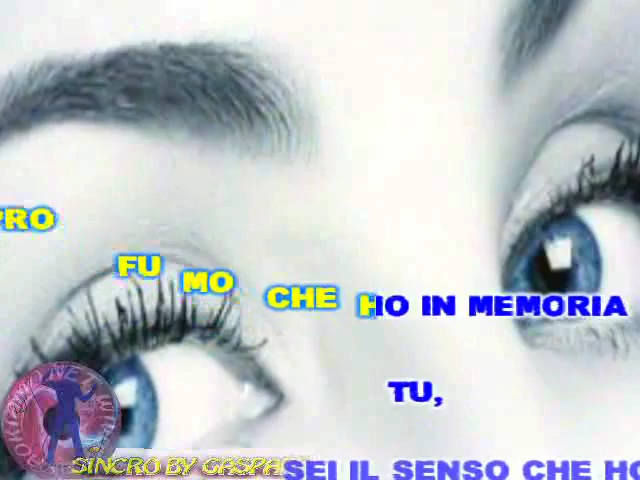 PRO FU MO CHE HO IN MEMORIA
TU,
SINCRO BY GASPA
SEI IL SENSO CHE HO